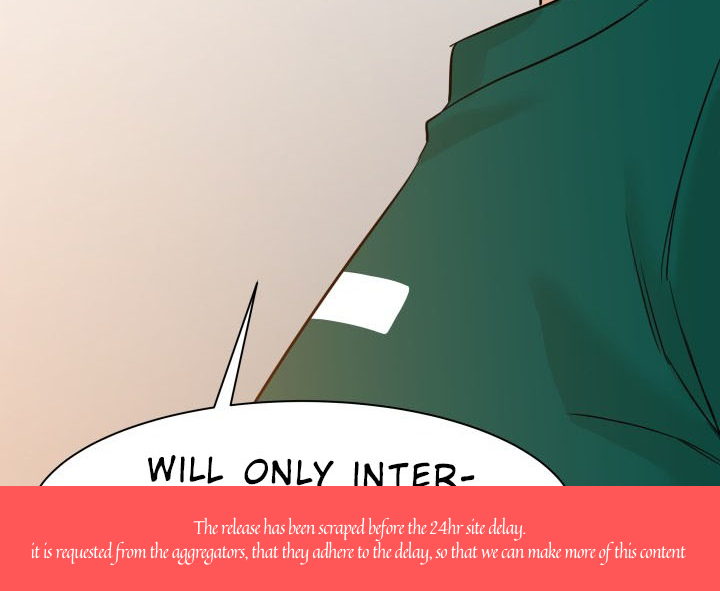 WILL ONLY INTER-
The release has been scraped before the 24hr site delay.
it is requested from the aggregators, that they adhere to the delay, so that we can make more of this content